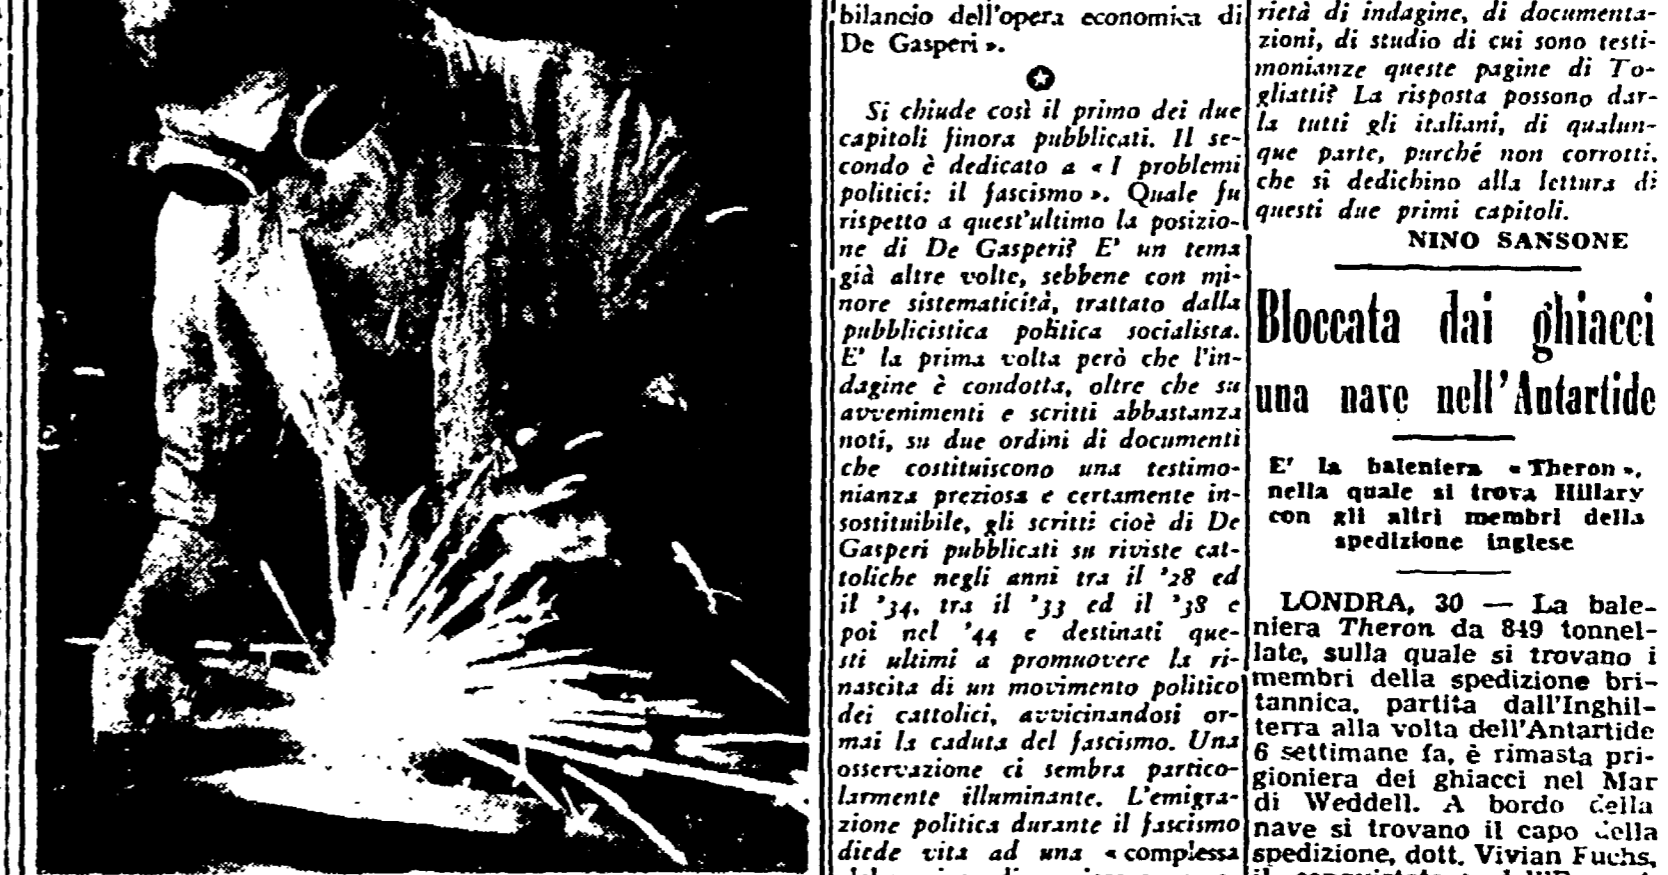 bilancio dell'opera economica di
De Gasperi ».
Si chiude così il primo dei due
capitoli finora pubblicati. Il se-
condo è dedicato a « I problemi
politici: il fascismo ». Quale fu
rispetto a quest'ultimo la posizio-
ne di De Gasperi? E' un tema
già altre volte, sebbene con mi-
nore sistematicità, trattato dalla
pubblicistica politica socialista.
E' la prima volta però che l'in-
dagine è condotta, oltre che su
avvenimenti e scritti abbastanza
noti, su due ordini di documenti
che costituiscono una testimo-
nianza preziosa e certamente in-
sostituibile, gli scritti cioè di De
Gasperi pubblicati su riviste cat-
toliche negli anni tra il '28 ed
il '34, tra il '33 ed il '38 e
poi nel '44 e destinati que-
sti ultimi a promuovere la ri-
nascita di un movimento politico
dei cattolici, avvicinandosi or-
mai la caduta del fascismo. Una
osservazione ci sembra partico-
larmente illuminante. L'emigra-
zione politica durante il fascismo
diede vita ad una « complessa
rietà di indagine, di documenta-
zioni, di studio di cui sono testi-
monianze queste pagine di To-
gliatti? La risposta possono dar-
la tutti gli italiani, di qualun-
que parte, purché non corrotti,
che si dedichino alla lettura di
questi due primi capitoli.
NINO SANSONE
Bloccata dai ghiacci
una nave nell'Antartide
E' la baleniera « Theron »,
nella quale si trova Hillary
con gli altri membri della
spedizione inglese
LONDRA, 30 — La bale-
niera Theron da 849 tonnel-
late, sulla quale si trovano i
membri della spedizione bri-
tannica, partita dall'Inghil-
terra alla volta dell'Antartide
6 settimane fa, è rimasta pri-
gioniera dei ghiacci nel Mar
di Weddell. A bordo della
nave si trovano il capo della
spedizione, dott. Vivian Fuchs,